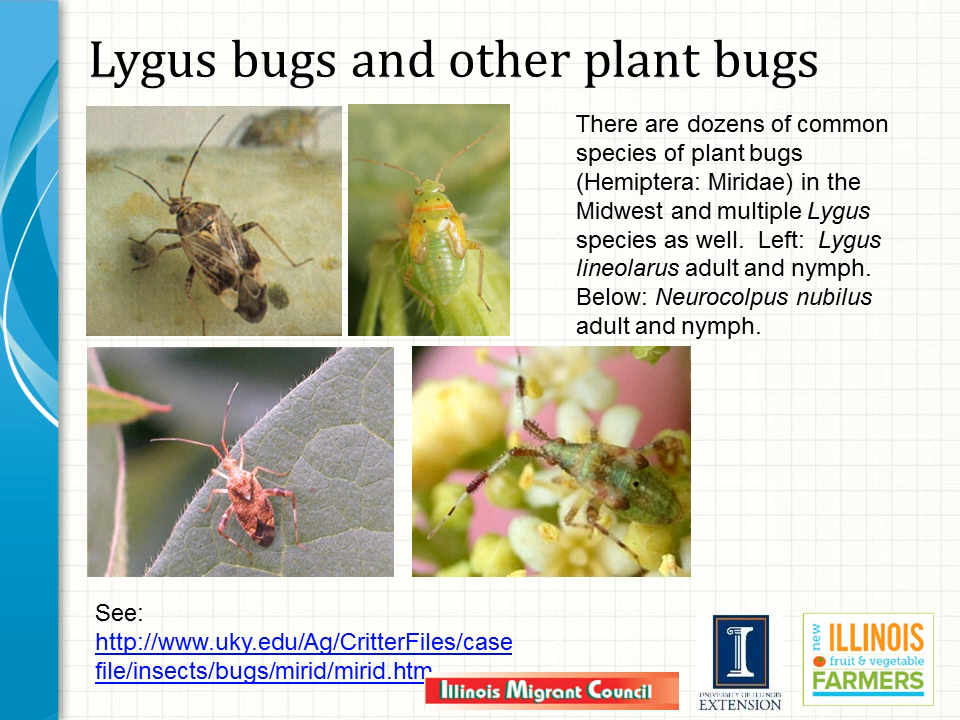 Lygus bugs and other plant bugs
There are dozens of common
species of plant bugs
(Hemiptera: Miridae) in the
Midwest and multiple Lygus
species as well.  Left:  Lygus
lineolarus adult and nymph.
Below: Neurocolpus nubilus
adult and nymph.
See:
http://www.uky.edu/Ag/CritterFiles/case
file/insects/bugs/mirid/mirid.htm
Illinois Migrant Council
I
UNIVERSITY OF ILLINOIS
EXTENSION
new
ILLINOIS
fruit & vegetable
FARMERS